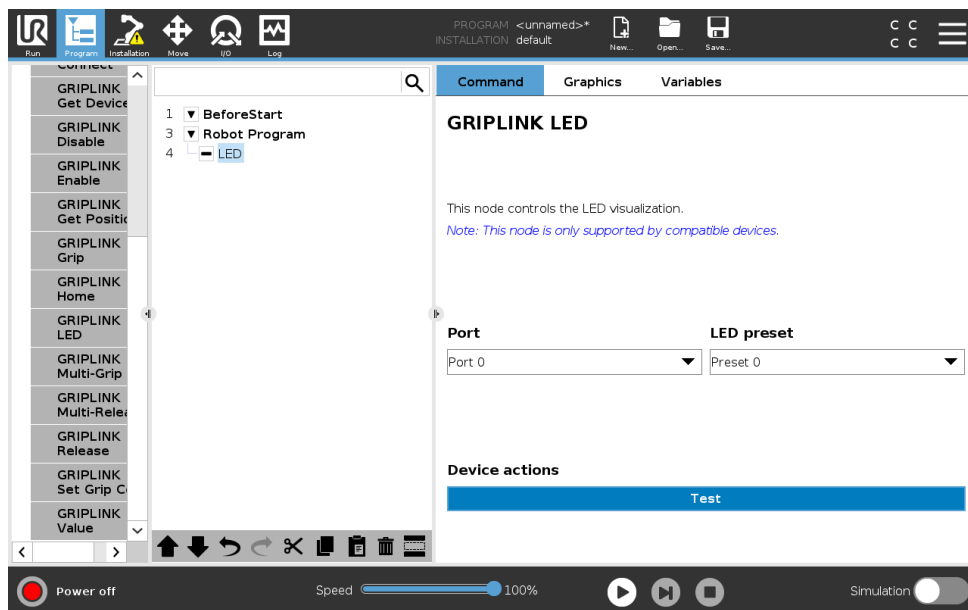 UR
PROGRAM <unnamed>*
INSTALLATION default
Run
Program
Installation
Move
I/O
Log
New...
Open...
Save...
C C
C C
Connect
GRIPLINK
Get Device
GRIPLINK
Disable
GRIPLINK
Enable
GRIPLINK
Get Positic
GRIPLINK
Grip
GRIPLINK
Home
GRIPLINK
LED
GRIPLINK
Multi-Grip
GRIPLINK
Multi-Relea
GRIPLINK
Release
GRIPLINK
Set Grip C
GRIPLINK
Value
1 BeforeStart
3 Robot Program
4 LED
Command Graphics Variables
GRIPLINK LED
This node controls the LED visualization.
Note: This node is only supported by compatible devices.
Port LED preset
Port 0 Preset 0
Device actions
Test
Power off
Speed 100%
Simulation